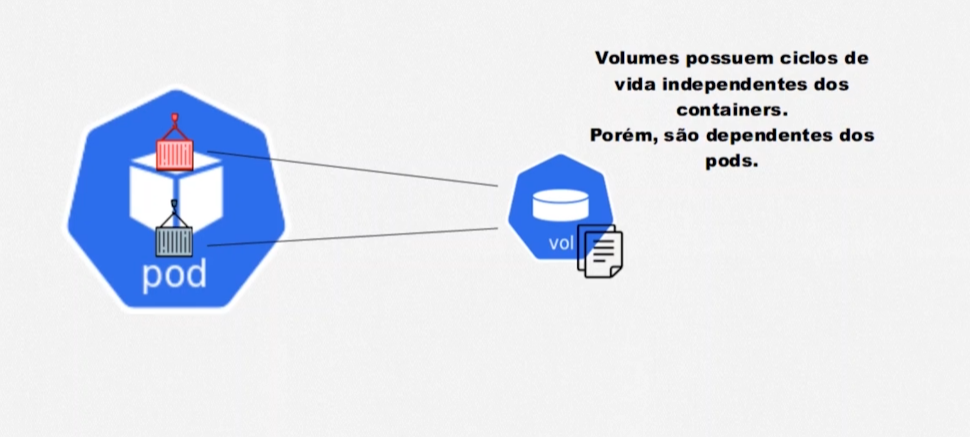 Volumes possuem ciclos de
vida independentes dos
containers.
Porém, são dependentes dos
pods.
pod
vol